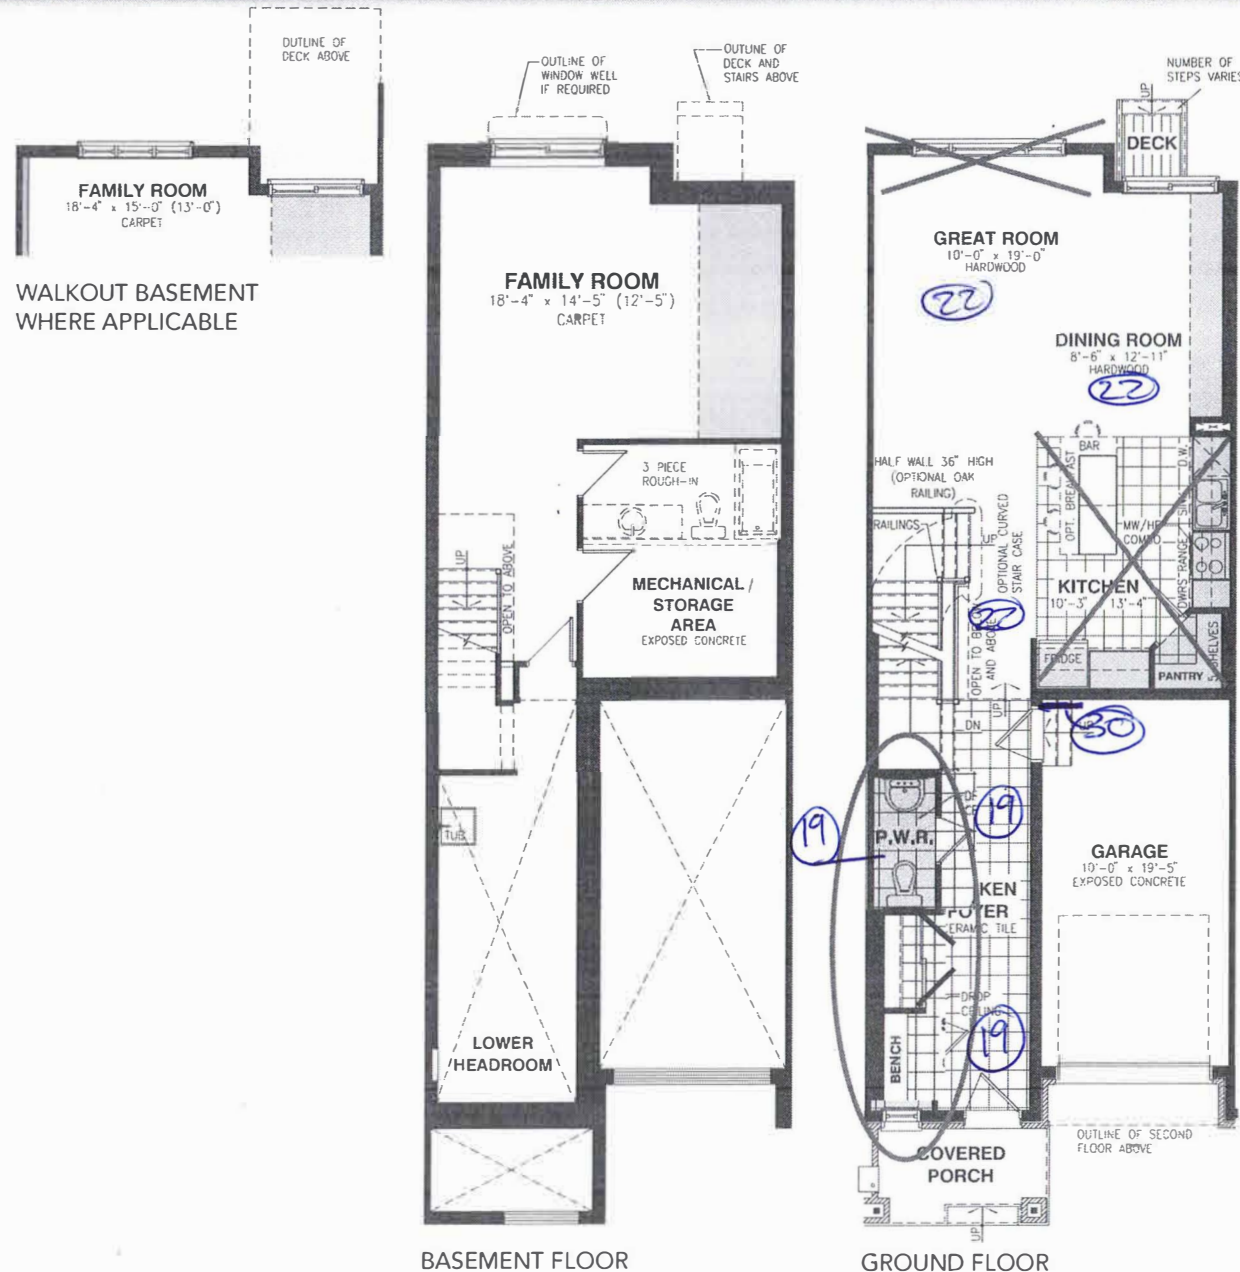 OUTLINE OF
DECK ABOVE
FAMILY ROOM
18'-4" x 15'-0" (13'-0")
CARPET
WALKOUT BASEMENT
WHERE APPLICABLE
OUTLINE OF
WINDOW WELL
IF REQUIRED
OUTLINE OF
DECK AND
STAIRS ABOVE
FAMILY ROOM
18'-4" x 14'-5" (12'-5")
CARPET
3 PIECE
ROUGH-IN
UP
OPEN TO ABOVE
MECHANICAL/
STORAGE
AREA
EXPOSED CONCRETE
TUB
LOWER
HEADROOM
BASEMENT FLOOR
NUMBER OF
STEPS VARIES
UP
DECK
GREAT ROOM
10'-0" x 19'-0"
HARDWOOD
22
DINING ROOM
8'-6" x 12'-11"
HARDWOOD
22
HALF WALL 36" HIGH
(OPTIONAL OAK
RAILING)
RAILINGS
UP
OPTIONAL CURVED
STAIR CASE
BAR
OPT. BREAKFAST
D.W.
MW/
COMBO
RANGE
DWRS
KITCHEN
10'-3" 13'-4"
22
OPEN TO BELOW
AND ABOVE
FRIDGE
PANTRY
SHELVES
UP
DN
UP
30
19
P.W.R.
19
KEN
FOYER
CERAMIC TILE
GARAGE
10'-0" x 19'-5"
EXPOSED CONCRETE
DROP
CEILING
19
BENCH
COVERED
PORCH
OUTLINE OF SECOND
FLOOR ABOVE
UP
GROUND FLOOR